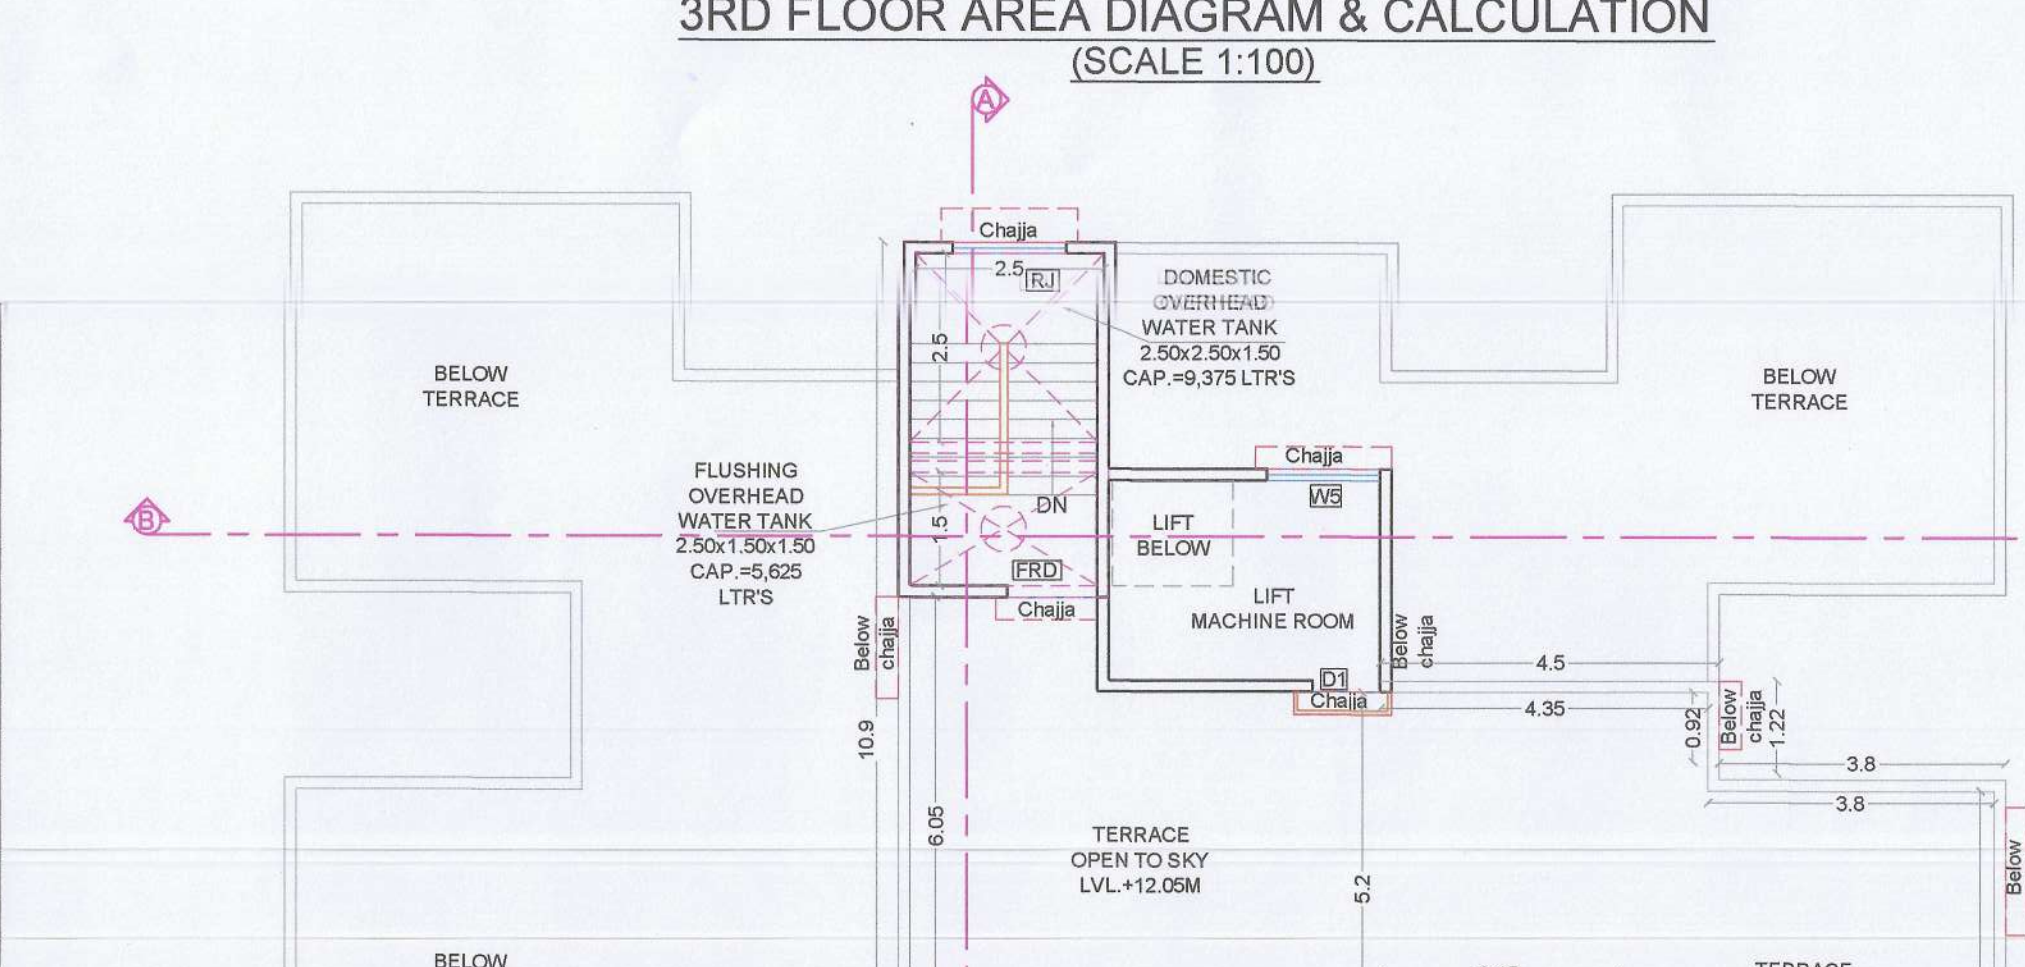 3RD FLOOR AREA DIAGRAM & CALCULATION
(SCALE 1:100)
A
Chajja
2.5
RJ
DOMESTIC
OVERHEAD
WATER TANK
2.50x2.50x1.50
CAP.=9,375 LTR'S
2.5
BELOW
TERRACE
BELOW
TERRACE
FLUSHING
OVERHEAD
WATER TANK
2.50x1.50x1.50
CAP.=5,625
LTR'S
B
1.5
DN
FRD
Chajja
Chajja
W5
LIFT
BELOW
LIFT
MACHINE ROOM
D1
Chajja
Below
chajja
Below
chajja
4.5
4.35
0.92
Below
chajja
1.22
3.8
3.8
10.9
6.05
TERRACE
OPEN TO SKY
LVL.+12.05M
5.2
Below
BELOW
TERRACE